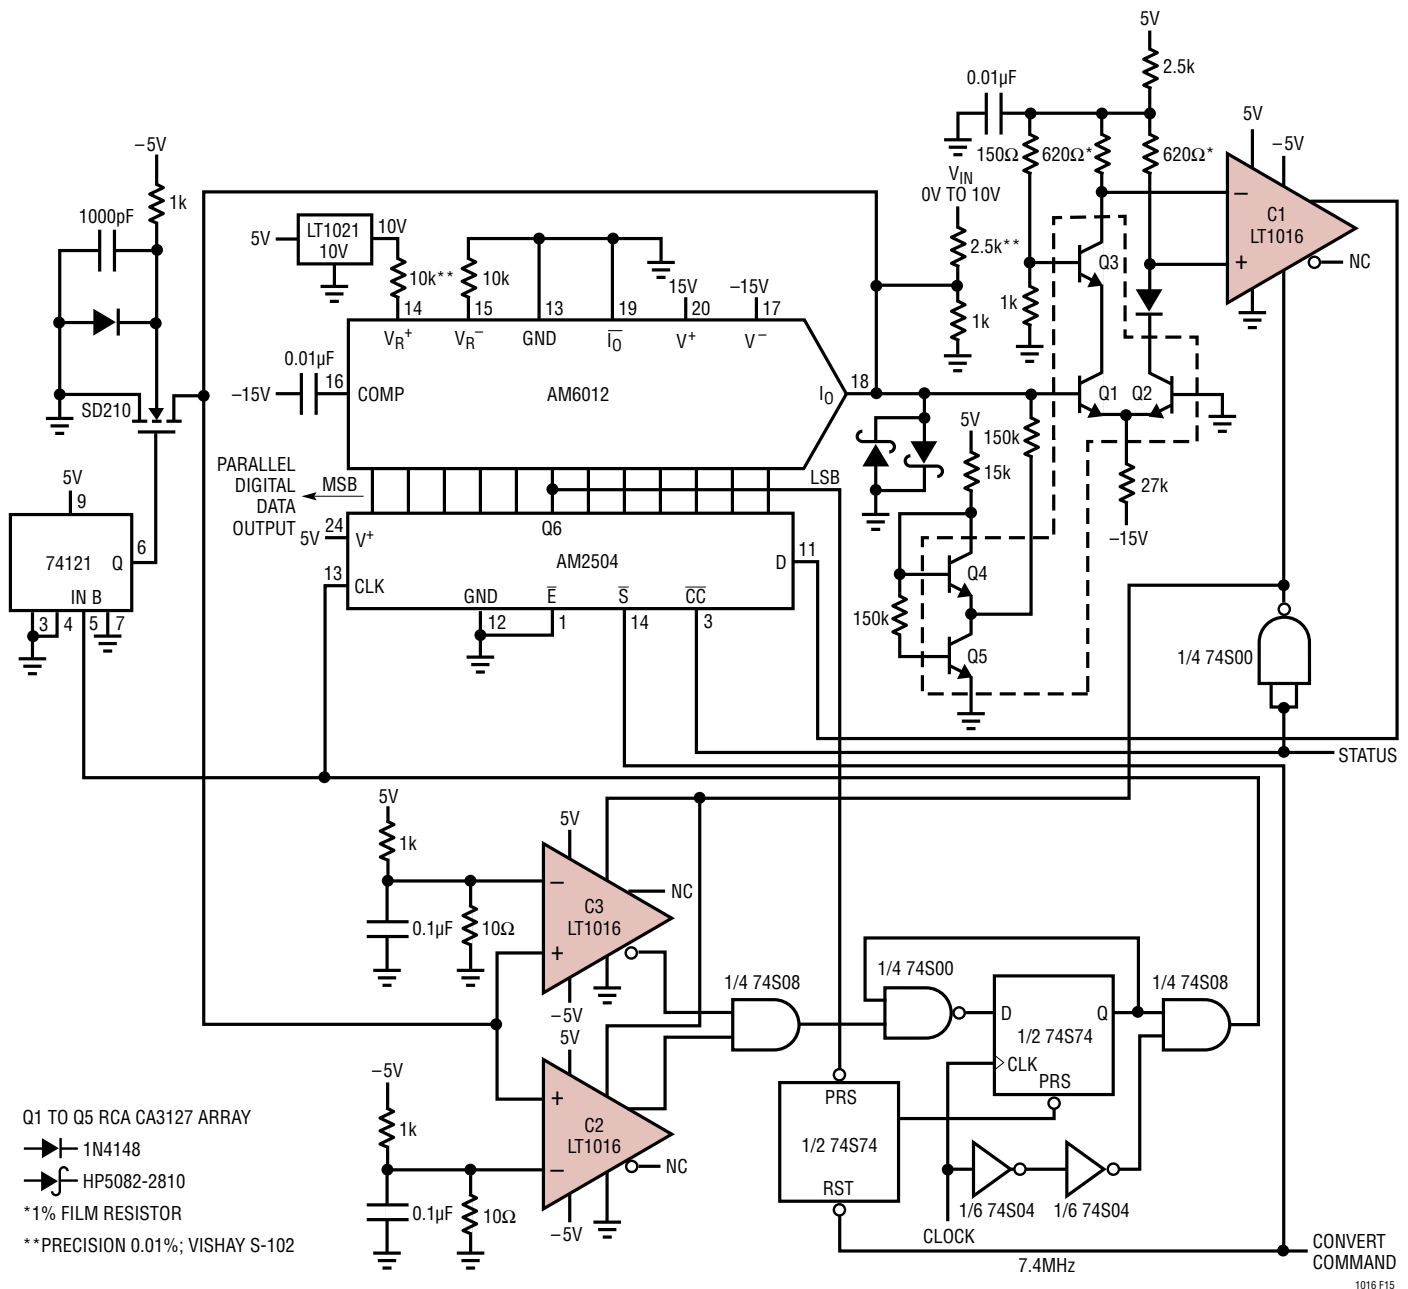 5V
2.5k
0.01µF
5V
–5V
150Ω
620Ω*
620Ω*
VIN
0V TO 10V
–
C1
LT1016
+
NC
–5V
1k
1000pF
5V
LT1021
10V
10V
10k**
10k
2.5k**
Q3
1k
1k
14
15
13
19
15V
20
–15V
17
VR+
VR–
GND
IO
V+
V–
0.01µF
–15V
16
COMP
AM6012
IO
18
Q1
Q2
SD210
5V
150k
15k
27k
–15V
PARALLEL
DIGITAL
DATA
OUTPUT
MSB
LSB
5V
9
6
74121
Q
IN B
3
4
5
7
5V
24
V+
Q6
AM2504
D
11
13
CLK
GND
E
S
CC
12
1
14
3
Q4
150k
Q5
1/4 74S00
STATUS
5V
1k
5V
–
C3
LT1016
+
NC
0.1µF
10Ω
–5V
1/4 74S08
1/4 74S00
1/4 74S08
D
Q
1/2 74S74
CLK
PRS
5V
–5V
1k
+
C2
LT1016
–
NC
0.1µF
10Ω
–5V
PRS
1/2 74S74
RST
1/6 74S04
1/6 74S04
CLOCK
7.4MHz
CONVERT
COMMAND
Q1 TO Q5 RCA CA3127 ARRAY
1N4148
HP5082-2810
*1% FILM RESISTOR
**PRECISION 0.01%; VISHAY S-102
1016 F15